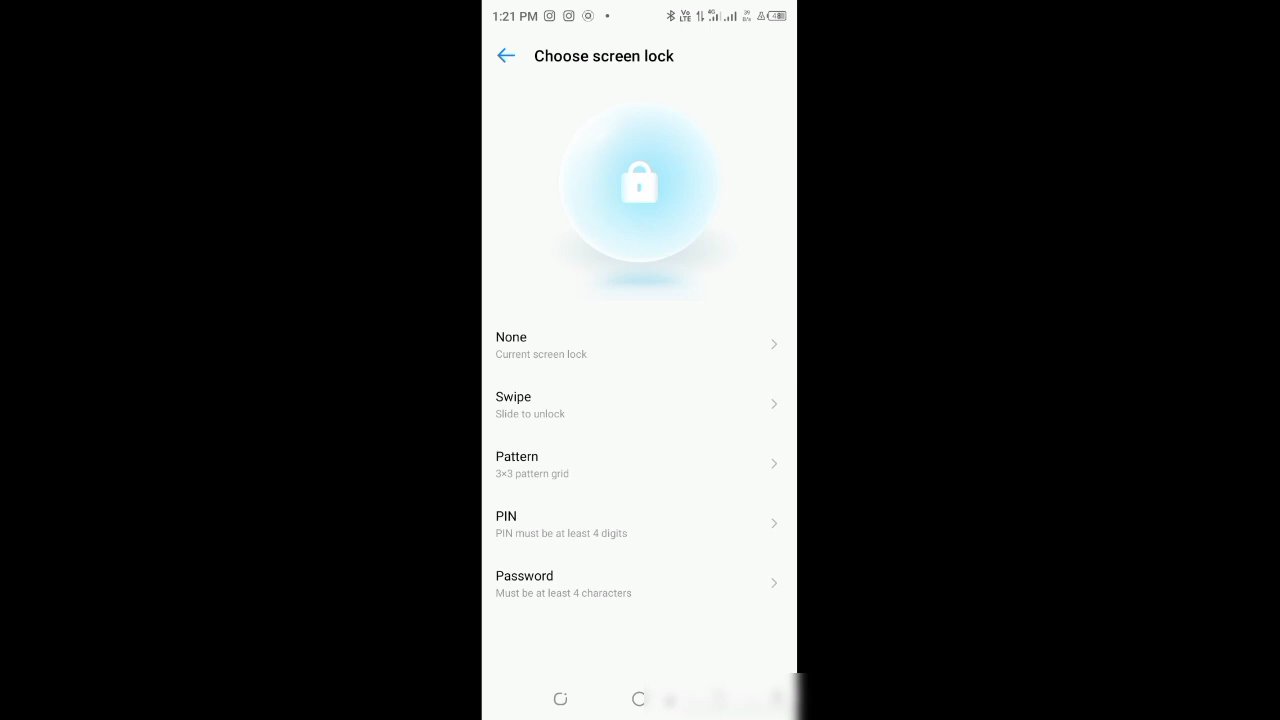 1:21 PM
Choose screen lock
None
Current screen lock
Swipe
Slide to unlock
Pattern
3×3 pattern grid
PIN
PIN must be at least 4 digits
Password
Must be at least 4 characters